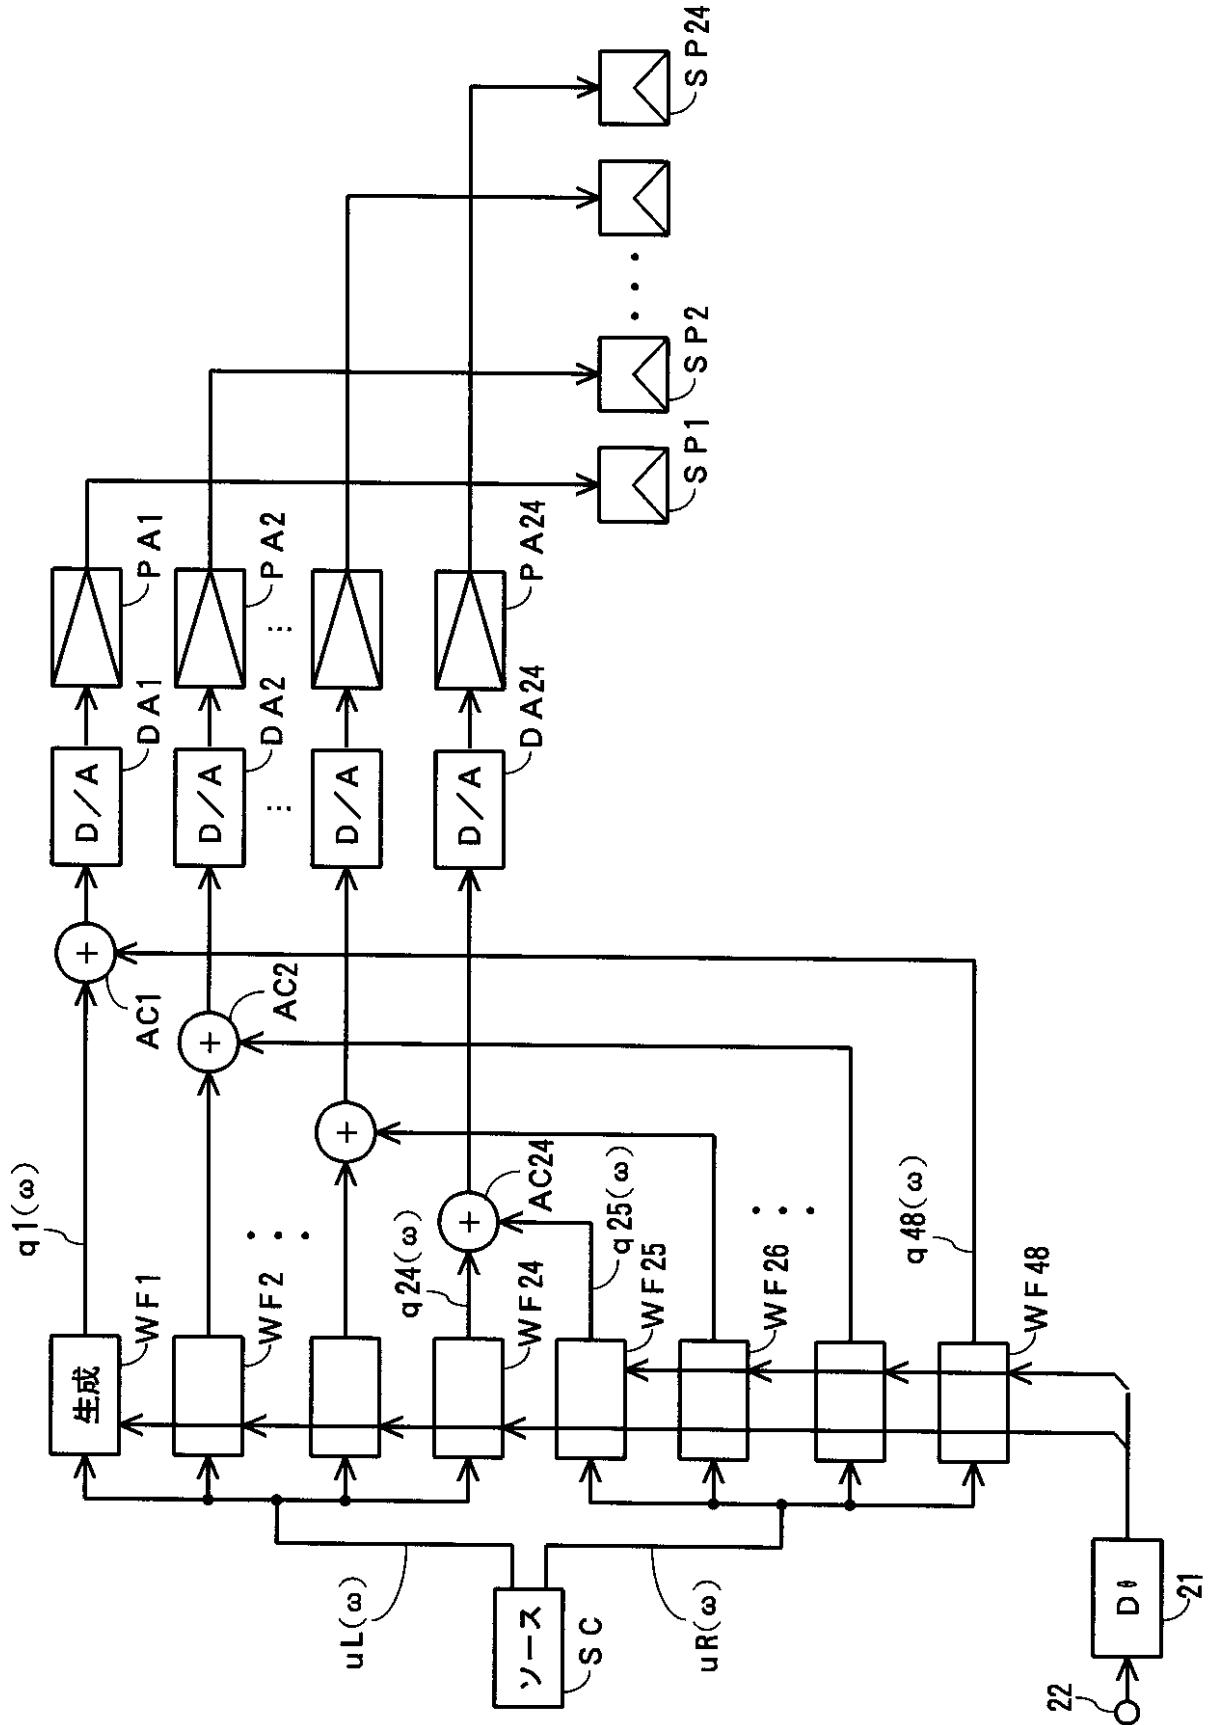 q1(ω)
生成
WF1
AC1
D/A
DA1
PA1
WF2
AC2
D/A
DA2
PA2
D/A
q24(ω)
WF24
AC24
D/A
DA24
PA24
q25(ω)
WF25
WF26
q48(ω)
WF48
uL(ω)
ソース
SC
uR(ω)
22
Dθ
21
SP1
SP2
SP24